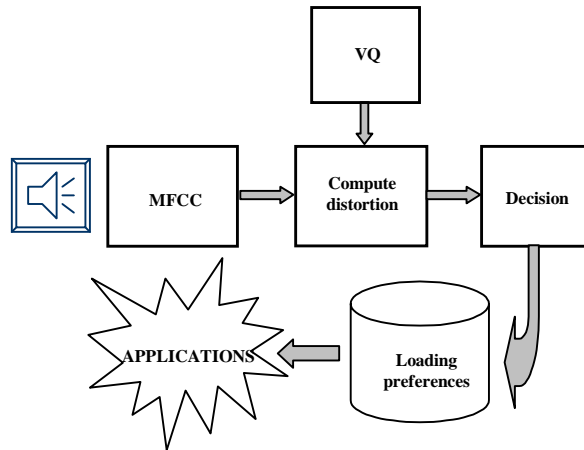 VQ
MFCC
Compute
distortion
Decision
APPLICATIONS
Loading
preferences